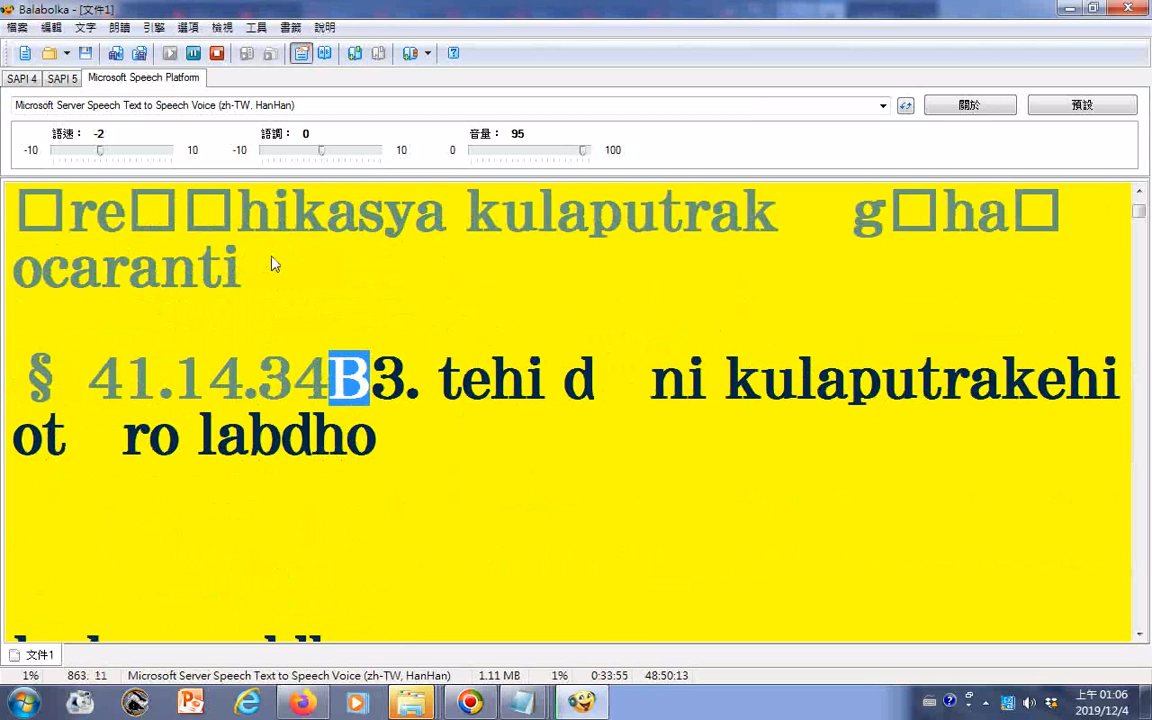 Balabolka - [文件1]
檔案 編輯 文字 朗讀 引擎 選項 檢視 工具 書籤 說明
SAPI 4 SAPI 5 Microsoft Speech Platform
Microsoft Server Speech Text to Speech Voice (zh-TW, HanHan) 關於 預設
語速： -2 語調： 0 音量： 95
-10 10 -10 10 0 100
□re□□hikasya kulaputrak g□ha□
ocaranti
§ 41.14.34B3. tehi d ni kulaputrakehi
ot ro labdho
文件1
1% 863. 11 Microsoft Server Speech Text to Speech Voice (zh-TW, HanHan) 1.11 MB 1% 0:33:55 48:50:13
上午 01:06
2019/12/4